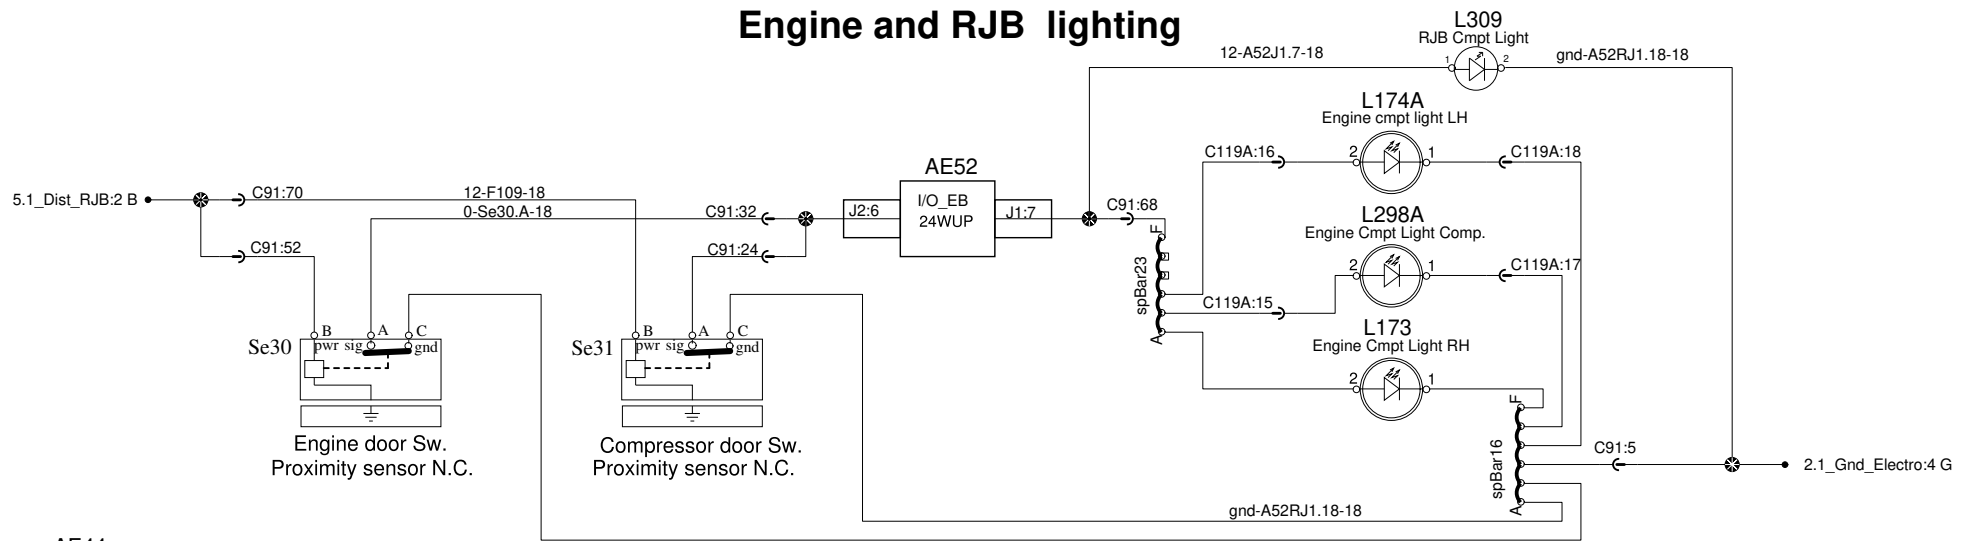 Engine and RJB lighting
L309
RJB Cmpt Light
12-A52J1.7-18
1
2
gnd-A52RJ1.18-18
L174A
Engine cmpt light LH
C119A:16
2
1
C119A:18
AE52
I/O_EB
24WUP
J2:6
J1:7
5.1_Dist_RJB:2 B
C91:70
12-F109-18
0-Se30.A-18
C91:32
C91:68
C91:52
C91:24
F
spBar23
A
L298A
Engine Cmpt Light Comp.
2
1
C119A:17
C119A:15
L173
Engine Cmpt Light RH
2
1
B
A
C
Se30
pwr
sig
gnd
Engine door Sw.
Proximity sensor N.C.
B
A
C
Se31
pwr
sig
gnd
Compressor door Sw.
Proximity sensor N.C.
F
spBar16
A
C91:5
2.1_Gnd_Electro:4 G
gnd-A52RJ1.18-18